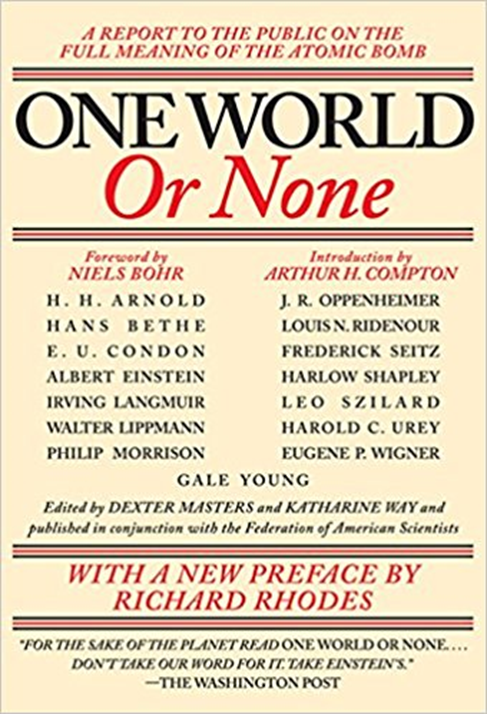 A REPORT TO THE PUBLIC ON THE
FULL MEANING OF THE ATOMIC BOMB
ONE WORLD
Or None
Foreword by
NIELS BOHR
H. H. ARNOLD
HANS BETHE
E. U. CONDON
ALBERT EINSTEIN
IRVING LANGMUIR
WALTER LIPPMANN
PHILIP MORRISON
Introduction by
ARTHUR H. COMPTON
J. R. OPPENHEIMER
LOUIS N. RIDENOUR
FREDERICK SEITZ
HARLOW SHAPLEY
LEO SZILARD
HAROLD C. UREY
EUGENE P. WIGNER
GALE YOUNG
Edited by DEXTER MASTERS and KATHARINE WAY and
published in conjunction with the Federation of American Scientists
WITH A NEW PREFACE BY
RICHARD RHODES
"FOR THE SAKE OF THE PLANET READ ONE WORLD OR NONE....
DON'T TAKE OUR WORD FOR IT. TAKE EINSTEIN'S."
—THE WASHINGTON POST